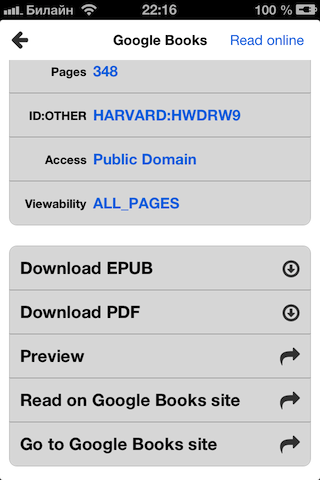 Билайн 22:16 100 %
Google Books Read online
Pages 348
ID:OTHER HARVARD:HWDRW9
Access Public Domain
Viewability ALL_PAGES
Download EPUB
Download PDF
Preview
Read on Google Books site
Go to Google Books site